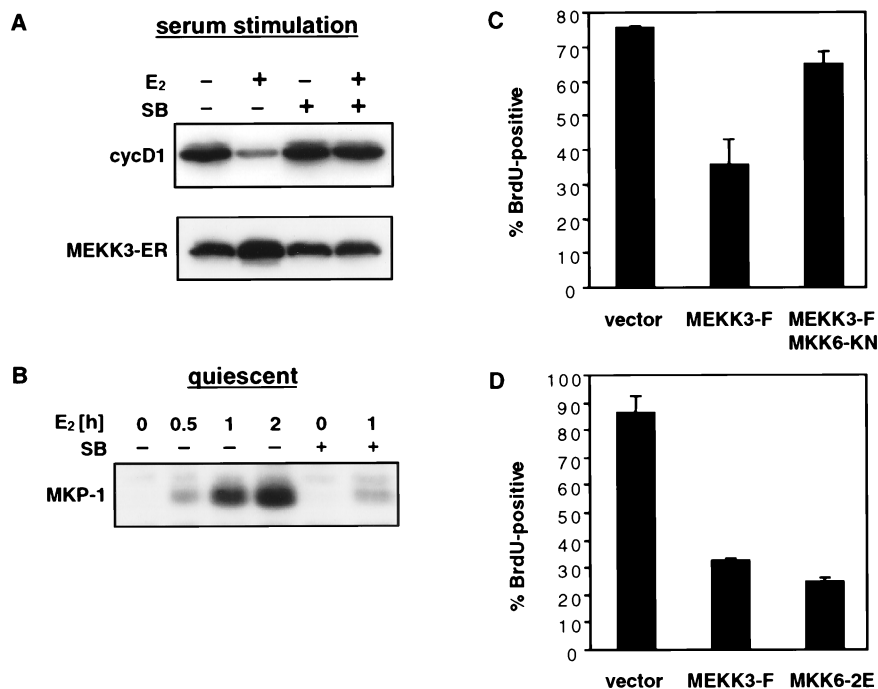 A
serum stimulation
E2 – + – +
SB – – + +
cycD1
MEKK3-ER
B
quiescent
E2 [h] 0 0.5 1 2 0 1
SB – – – – + +
MKP-1
C
80
70
60
50
40
30
20
10
0
% BrdU-positive
vector MEKK3-F MEKK3-F
MKK6-KN
D
100
90
80
70
60
50
40
30
20
10
0
% BrdU-positive
vector MEKK3-F MKK6-2E